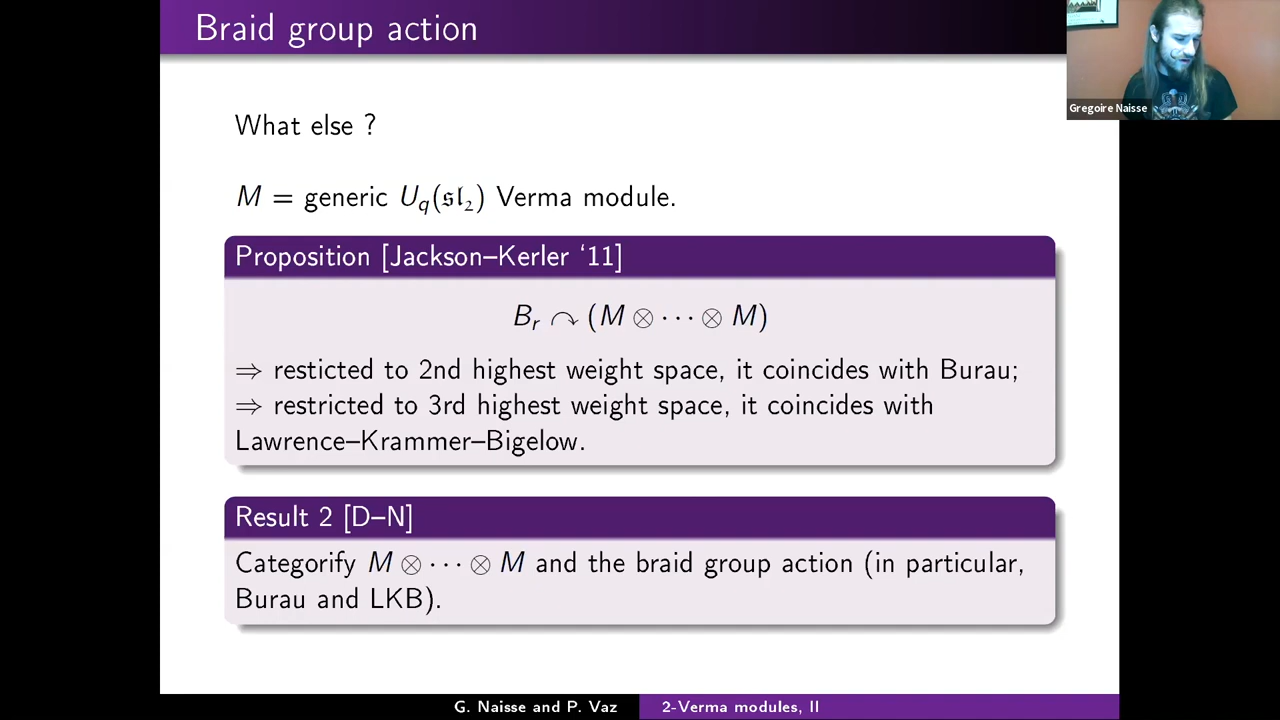 Braid group action
Gregoire Naisse
What else ?
M = generic U_q(𝔰𝔩₂) Verma module.
Proposition [Jackson–Kerler ‘11]
B_r ↷ (M ⊗ ⋯ ⊗ M)
⇒ resticted to 2nd highest weight space, it coincides with Burau;
⇒ restricted to 3rd highest weight space, it coincides with
Lawrence–Krammer–Bigelow.
Result 2 [D–N]
Categorify M ⊗ ⋯ ⊗ M and the braid group action (in particular,
Burau and LKB).
G. Naisse and P. Vaz
2-Verma modules, II